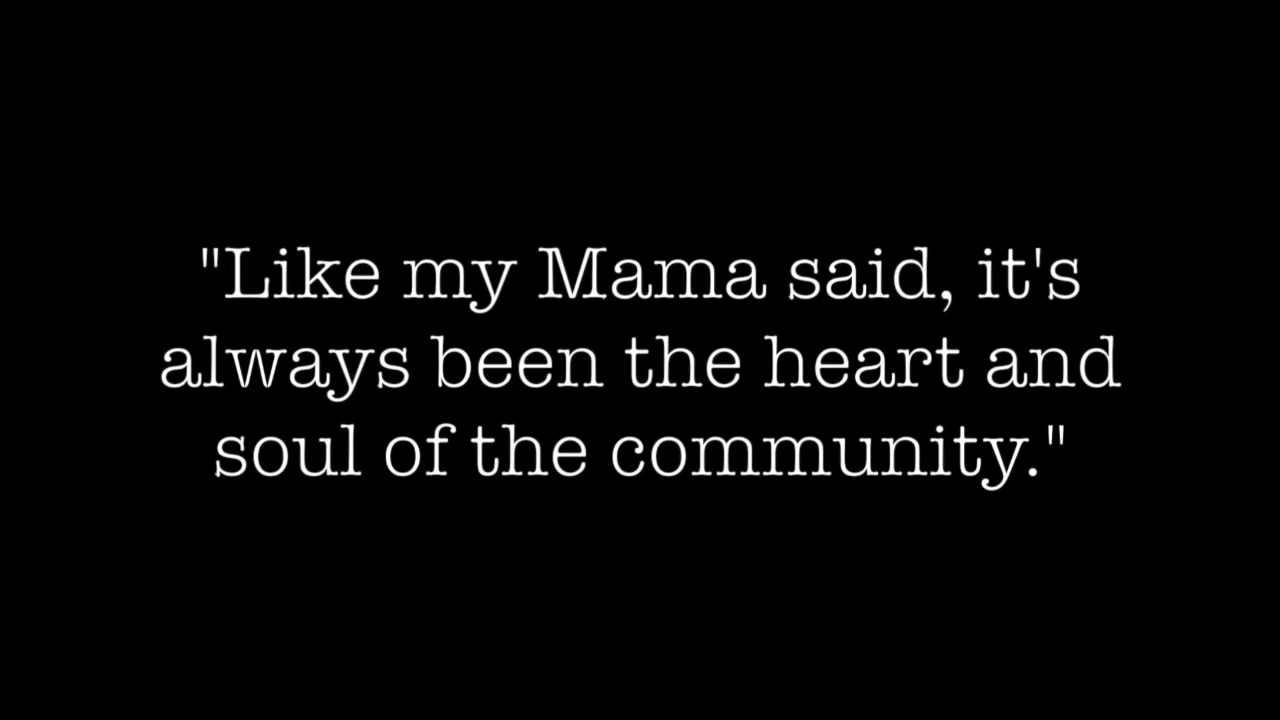 "Like my Mama said, it's
always been the heart and
soul of the community."